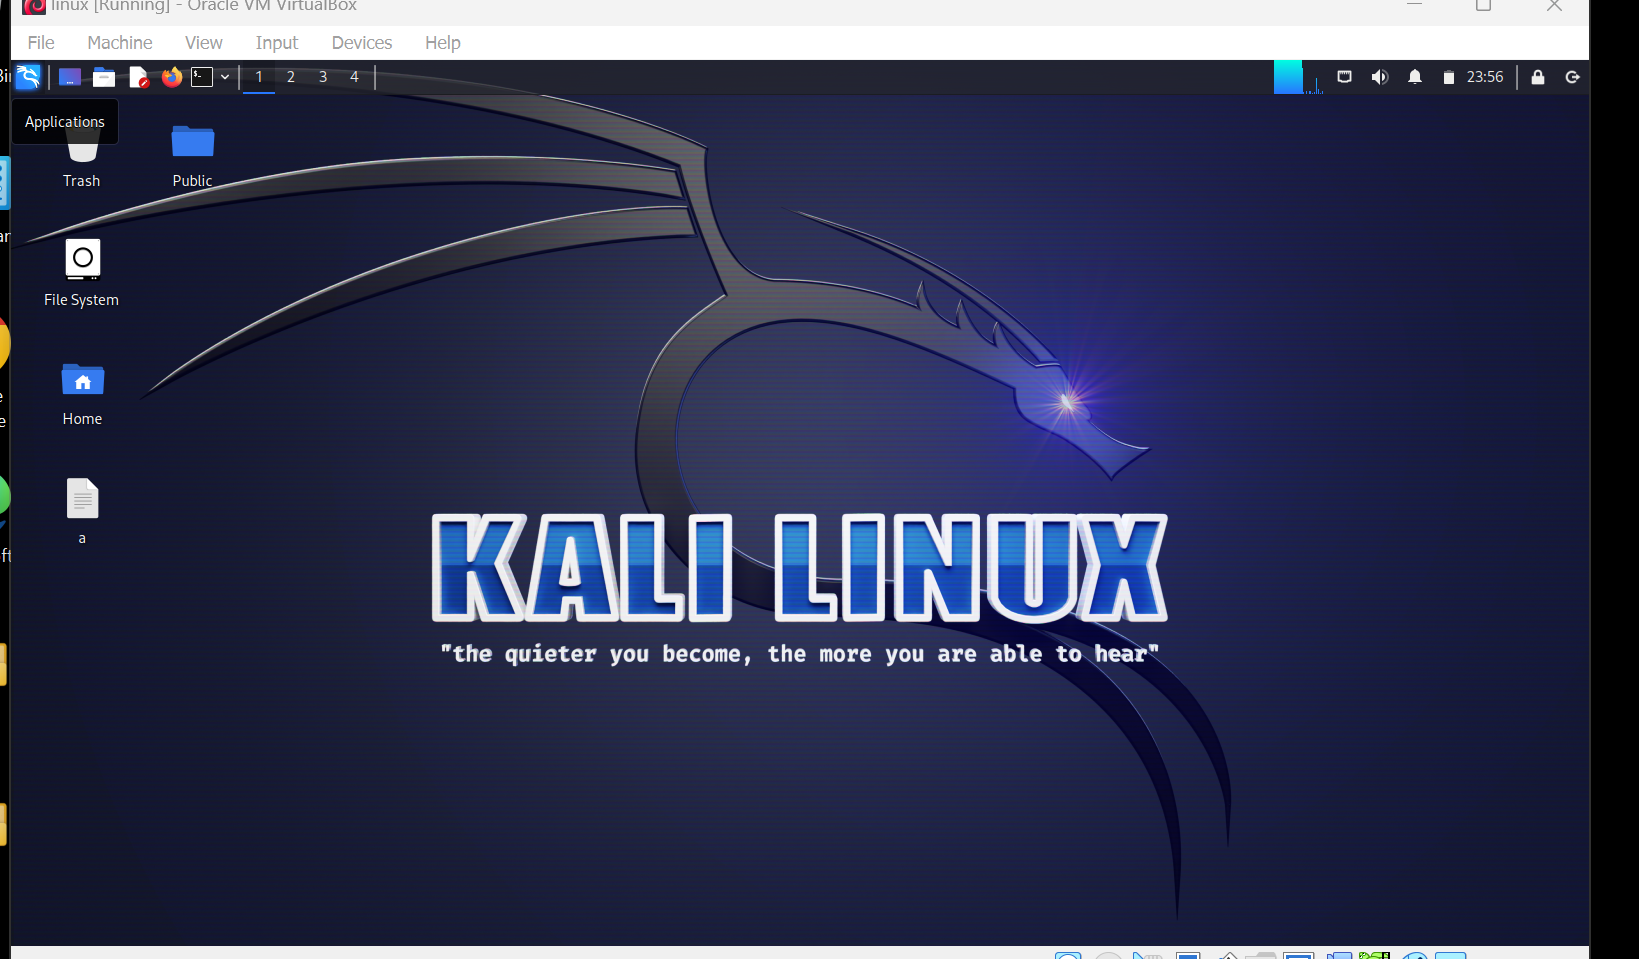 linux [Running] - Oracle VM VirtualBox
File Machine View Input Devices Help
1 2 3 4 23:56
Applications
Trash Public
File System
Home
a
KALI LINUX
"the quieter you become, the more you are able to hear"